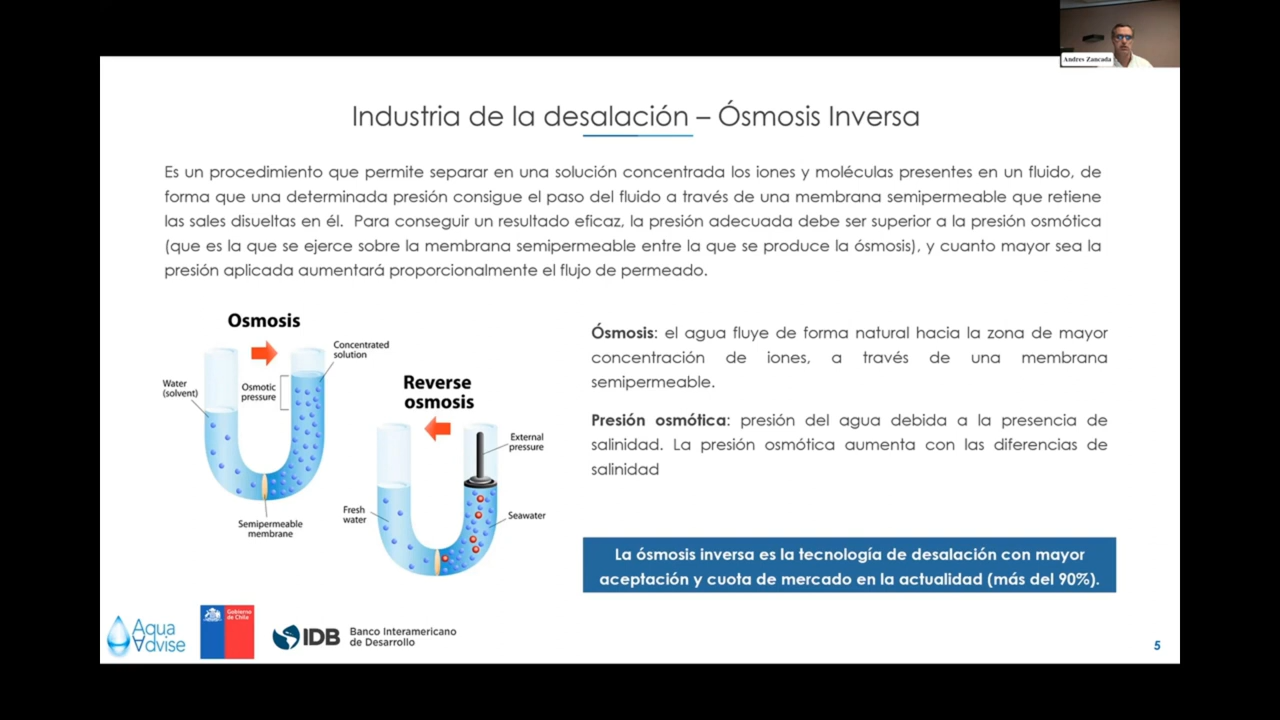 Andres Zancada
Industria de la desalación – Ósmosis Inversa
Es un procedimiento que permite separar en una solución concentrada los iones y moléculas presentes en un fluido, de
forma que una determinada presión consigue el paso del fluido a través de una membrana semipermeable que retiene
las sales disueltas en él. Para conseguir un resultado eficaz, la presión adecuada debe ser superior a la presión osmótica
(que es la que se ejerce sobre la membrana semipermeable entre la que se produce la ósmosis), y cuanto mayor sea la
presión aplicada aumentará proporcionalmente el flujo de permeado.
Osmosis
Concentrated
solution
Water
(solvent)
Osmotic
pressure
Semipermeable
membrane
Reverse
osmosis
External
pressure
Fresh
water
Seawater
Ósmosis: el agua fluye de forma natural hacia la zona de mayor
concentración de iones, a través de una membrana
semipermeable.
Presión osmótica: presión del agua debida a la presencia de
salinidad. La presión osmótica aumenta con las diferencias de
salinidad
La ósmosis inversa es la tecnología de desalación con mayor
aceptación y cuota de mercado en la actualidad (más del 90%).
Aqua
Advise
Gobierno
de Chile
IDB
Banco Interamericano
de Desarrollo
5